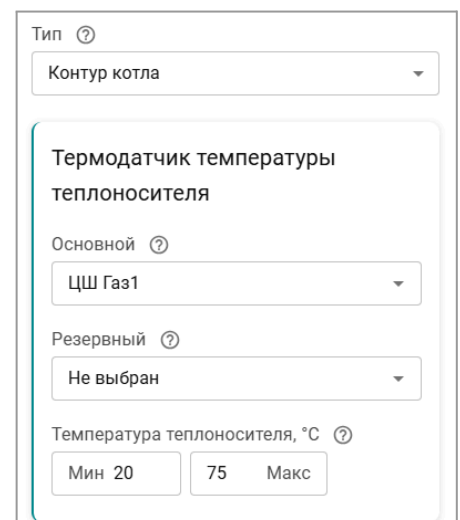 Тип ?
Контур котла
Термодатчик температуры
теплоносителя
Основной ?
ЦШ Газ1
Резервный ?
Не выбран
Температура теплоносителя, °C ?
Мин 20 75 Макс